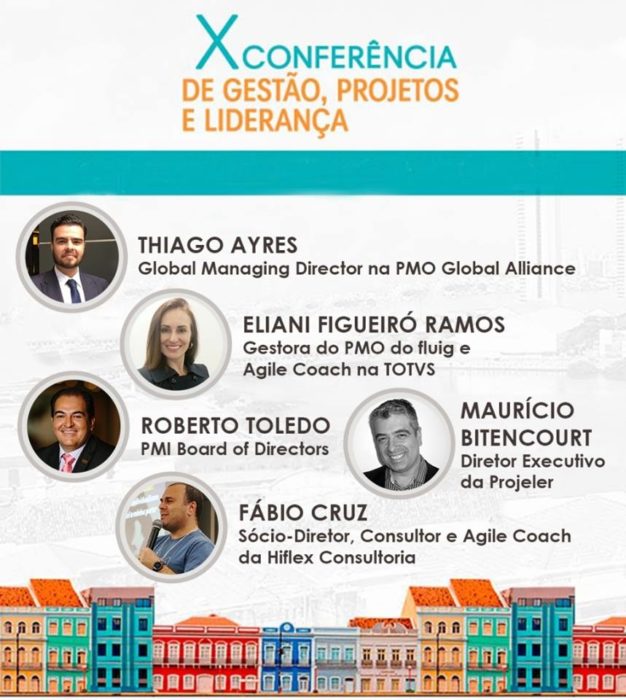 X CONFERÊNCIA
DE GESTÃO, PROJETOS
E LIDERANÇA
THIAGO AYRES
Global Managing Director na PMO Global Alliance
ELIANI FIGUEIRÓ RAMOS
Gestora do PMO do fluig e
Agile Coach na TOTVS
ROBERTO TOLEDO
PMI Board of Directors
MAURÍCIO
BITENCOURT
Diretor Executivo
da Projeler
FÁBIO CRUZ
Sócio-Diretor, Consultor e Agile Coach
da Hiflex Consultoria